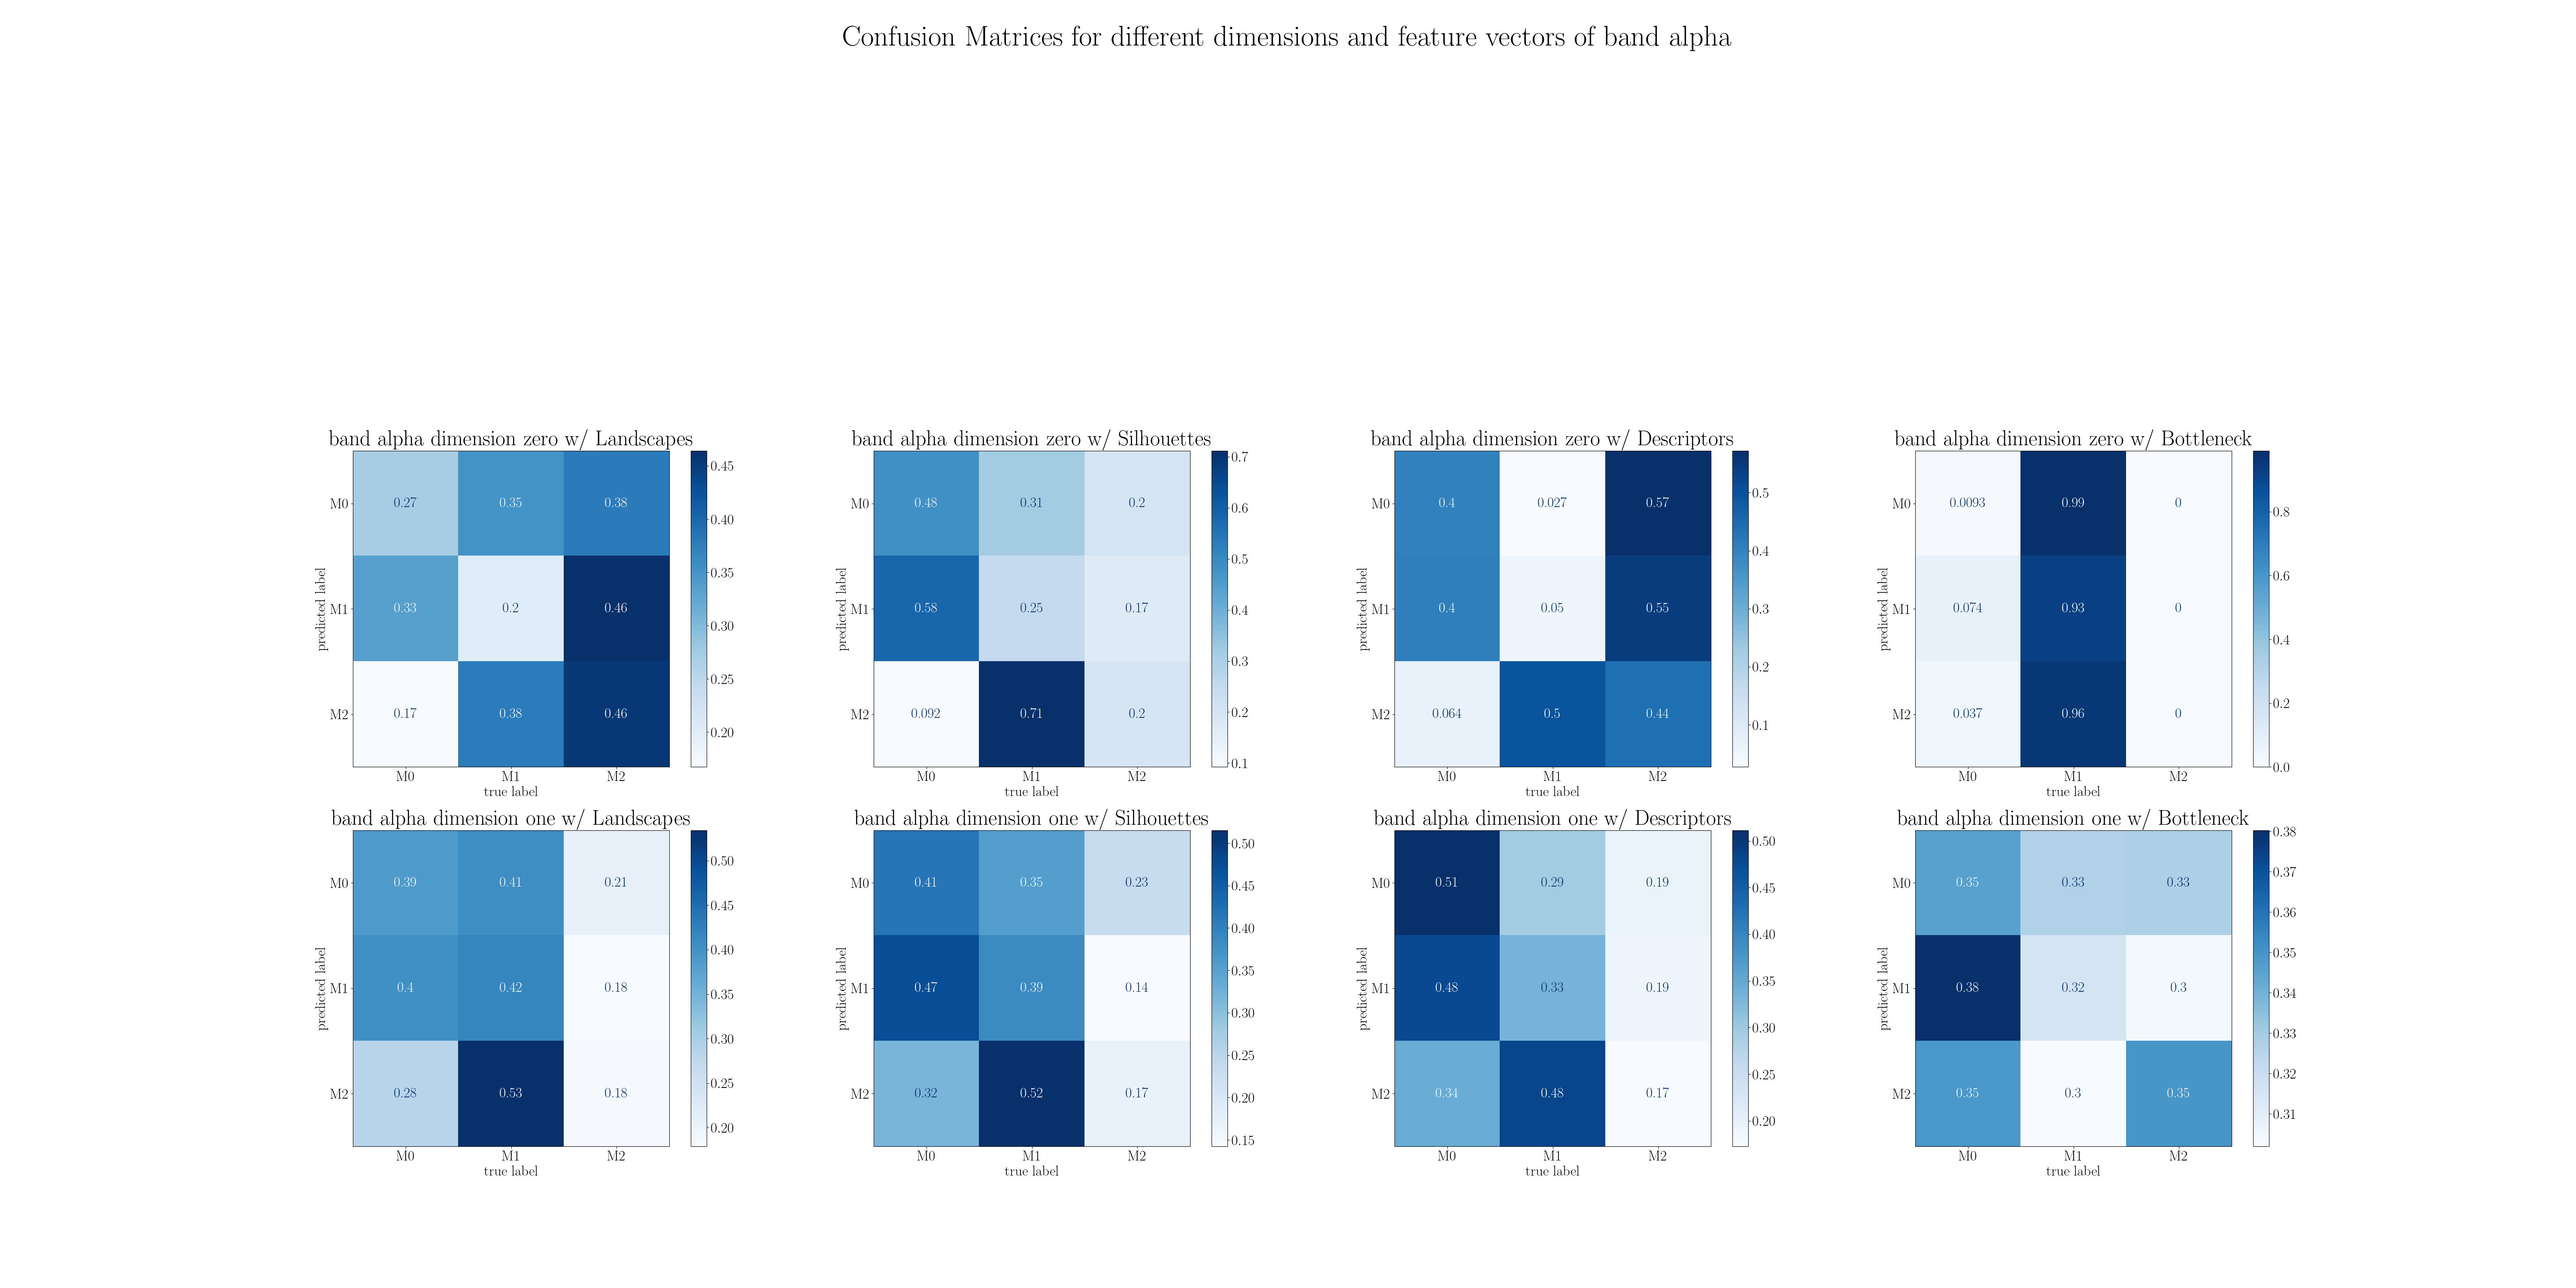 Confusion Matrices for different dimensions and feature vectors of band alpha
band alpha dimension zero w/ Landscapes
predicted label
M0
0.27
0.35
0.38
M1
0.33
0.2
0.46
M2
0.17
0.38
0.46
M0
M1
M2
true label
0.45
0.40
0.35
0.30
0.25
0.20
band alpha dimension zero w/ Silhouettes
predicted label
M0
0.48
0.31
0.2
M1
0.58
0.25
0.17
M2
0.092
0.71
0.2
M0
M1
M2
true label
0.7
0.6
0.5
0.4
0.3
0.2
0.1
band alpha dimension zero w/ Descriptors
predicted label
M0
0.4
0.027
0.57
M1
0.4
0.05
0.55
M2
0.064
0.5
0.44
M0
M1
M2
true label
0.5
0.4
0.3
0.2
0.1
band alpha dimension zero w/ Bottleneck
predicted label
M0
0.0093
0.99
0
M1
0.074
0.93
0
M2
0.037
0.96
0
M0
M1
M2
true label
0.8
0.6
0.4
0.2
0.0
band alpha dimension one w/ Landscapes
predicted label
M0
0.39
0.41
0.21
M1
0.4
0.42
0.18
M2
0.28
0.53
0.18
M0
M1
M2
true label
0.50
0.45
0.40
0.35
0.30
0.25
0.20
band alpha dimension one w/ Silhouettes
predicted label
M0
0.41
0.35
0.23
M1
0.47
0.39
0.14
M2
0.32
0.52
0.17
M0
M1
M2
true label
0.50
0.45
0.40
0.35
0.30
0.25
0.20
0.15
band alpha dimension one w/ Descriptors
predicted label
M0
0.51
0.29
0.19
M1
0.48
0.33
0.19
M2
0.34
0.48
0.17
M0
M1
M2
true label
0.50
0.45
0.40
0.35
0.30
0.25
0.20
band alpha dimension one w/ Bottleneck
predicted label
M0
0.35
0.33
0.33
M1
0.38
0.32
0.3
M2
0.35
0.3
0.35
M0
M1
M2
true label
0.38
0.37
0.36
0.35
0.34
0.33
0.32
0.31